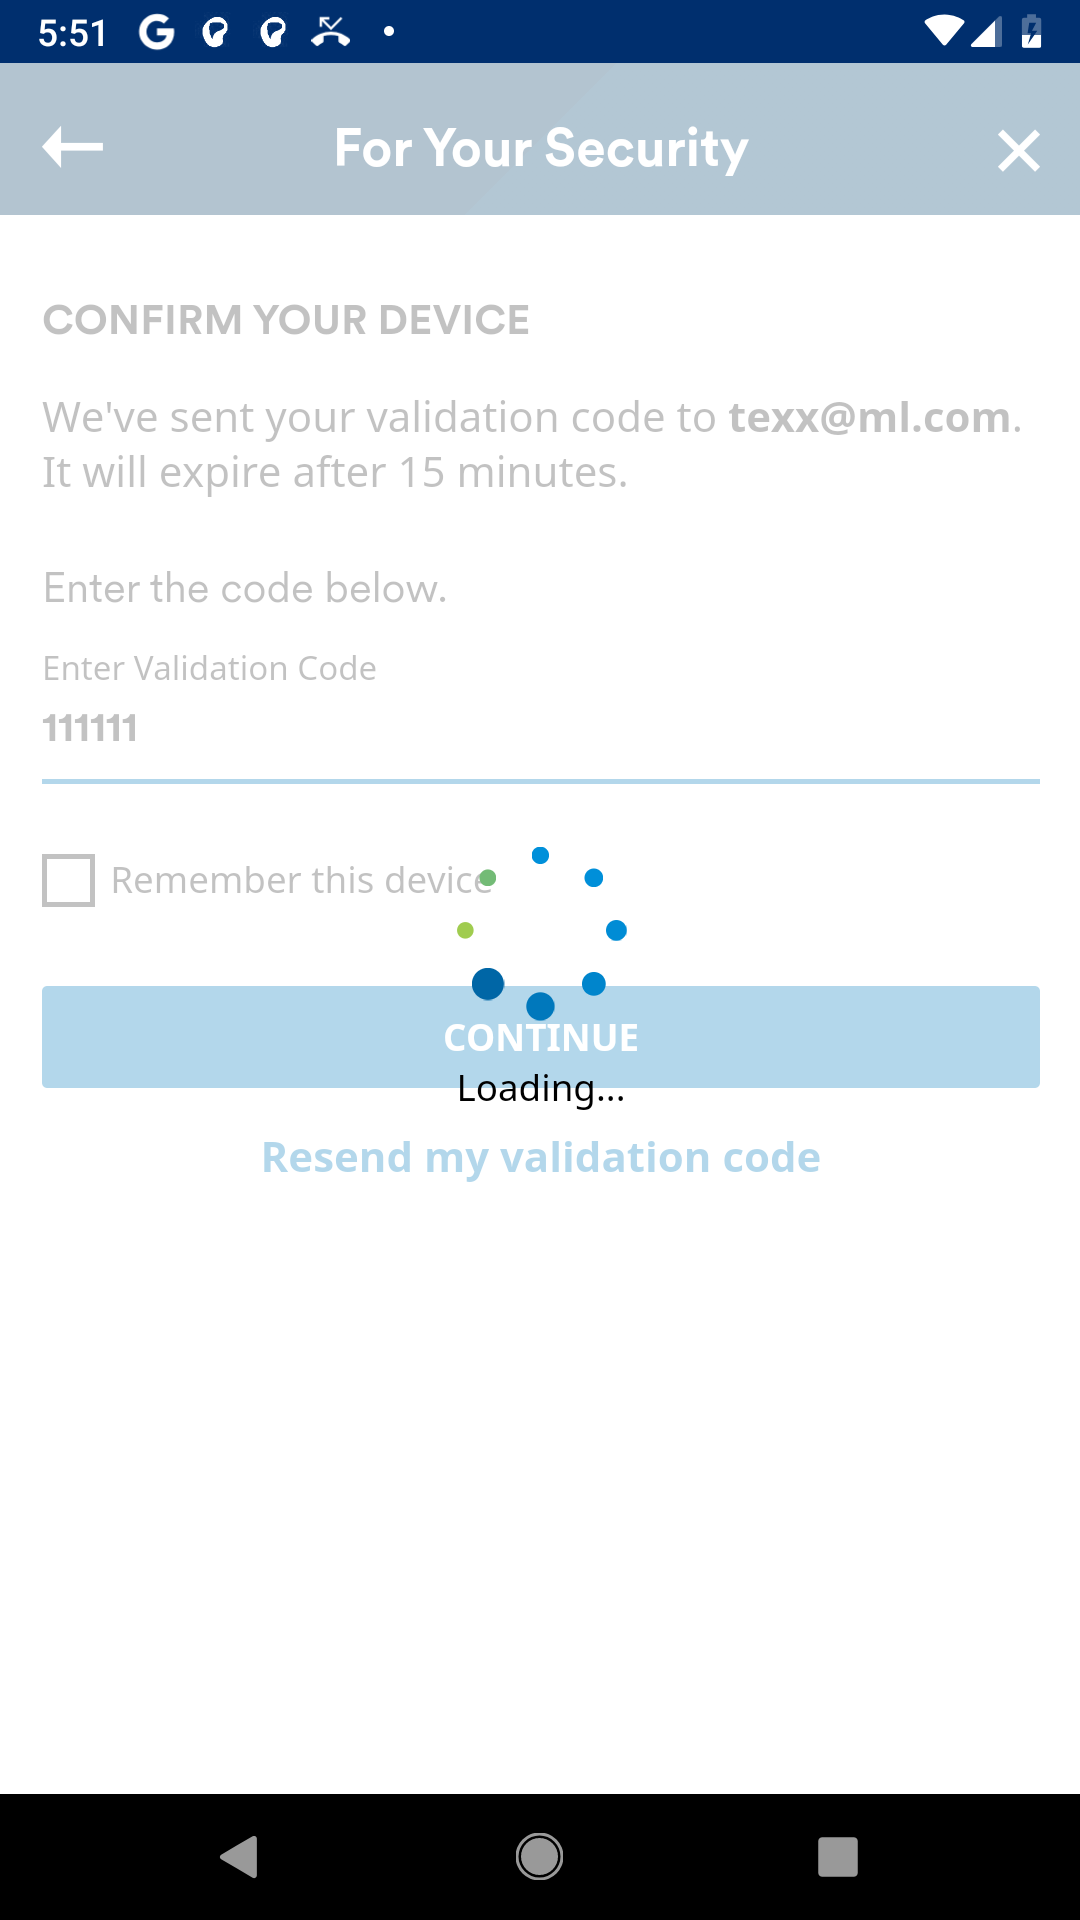 5:51
For Your Security
CONFIRM YOUR DEVICE
We've sent your validation code to texx@ml.com.
It will expire after 15 minutes.
Enter the code below.
Enter Validation Code
111111
Remember this device
CONTINUE
Loading...
Resend my validation code